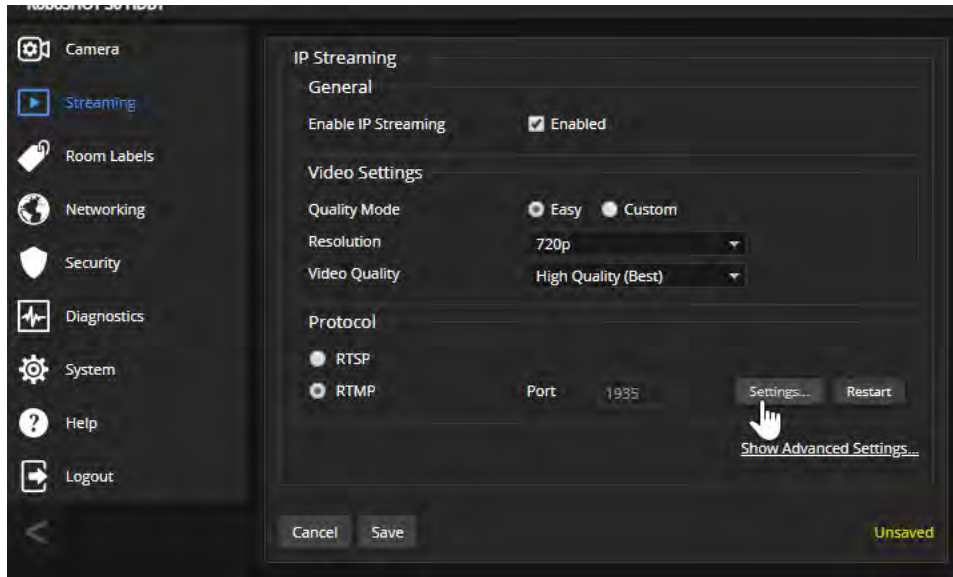 Camera
Streaming
Room Labels
Networking
Security
Diagnostics
System
? Help
Logout
<
IP Streaming
General
Enable IP Streaming Enabled
Video Settings
Quality Mode Easy Custom
Resolution 720p
Video Quality High Quality (Best)
Protocol
RTSP
RTMP Port 1935 Settings... Restart
Show Advanced Settings...
Cancel Save Unsaved